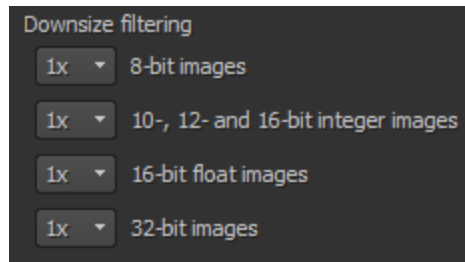 Downsize filtering
1x 8-bit images
1x 10-, 12- and 16-bit integer images
1x 16-bit float images
1x 32-bit images